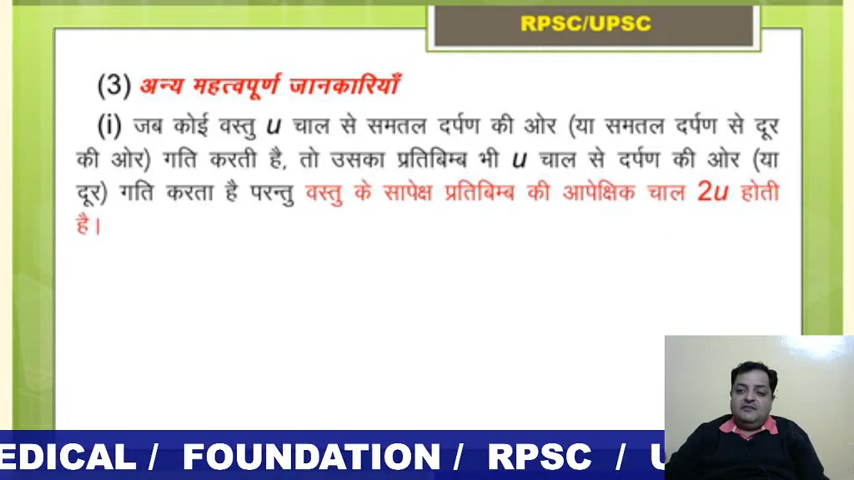 RPSC/UPSC
(3) अन्य महत्वपूर्ण जानकारियाँ
(i) जब कोई वस्तु u चाल से समतल दर्पण की ओर (या समतल दर्पण से दूर
की ओर) गति करती है, तो उसका प्रतिबिम्ब भी u चाल से दर्पण की ओर (या
दूर) गति करता है परन्तु वस्तु के सापेक्ष प्रतिबिम्ब की आपेक्षिक चाल 2u होती
है।
EDICAL / FOUNDATION / RPSC / U